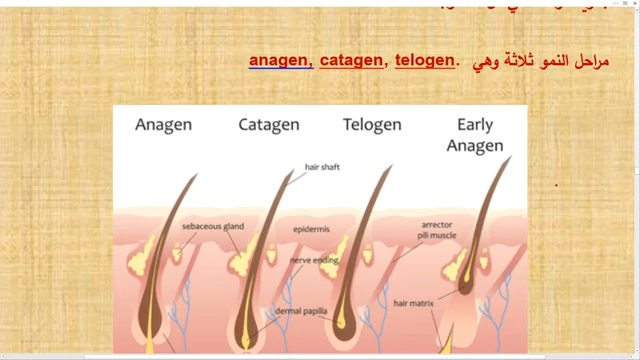 مراحل النمو ثلاثة وهي anagen, catagen, telogen.
Anagen
Catagen
Telogen
Early
Anagen
hair shaft
sebaceous gland
epidermis
arrector
pili muscle
nerve ending
hair matrix
dermal papilla